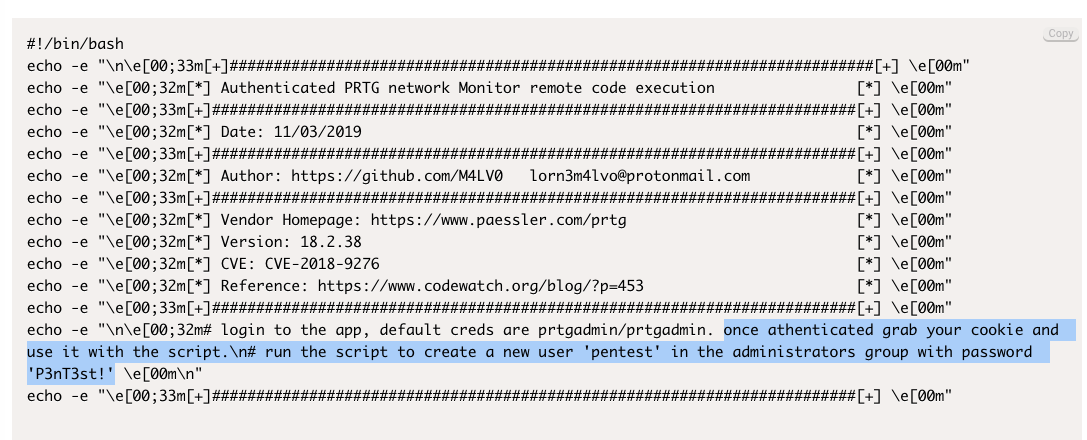 Copy
#!/bin/bash
echo -e "\n\e[00;33m[+]#########################################################################[+] \e[00m"
echo -e "\e[00;32m[*] Authenticated PRTG network Monitor remote code execution                [*] \e[00m"
echo -e "\e[00;33m[+]#########################################################################[+] \e[00m"
echo -e "\e[00;32m[*] Date: 11/03/2019                                                        [*] \e[00m"
echo -e "\e[00;33m[+]#########################################################################[+] \e[00m"
echo -e "\e[00;32m[*] Author: https://github.com/M4LV0   lorn3m4lvo@protonmail.com            [*] \e[00m"
echo -e "\e[00;33m[+]#########################################################################[+] \e[00m"
echo -e "\e[00;32m[*] Vendor Homepage: https://www.paessler.com/prtg                          [*] \e[00m"
echo -e "\e[00;32m[*] Version: 18.2.38                                                        [*] \e[00m"
echo -e "\e[00;32m[*] CVE: CVE-2018-9276                                                      [*] \e[00m"
echo -e "\e[00;32m[*] Reference: https://www.codewatch.org/blog/?p=453                        [*] \e[00m"
echo -e "\e[00;33m[+]#########################################################################[+] \e[00m"
echo -e "\n\e[00;32m# login to the app, default creds are prtgadmin/prtgadmin. once athenticated grab your cookie and
use it with the script.\n# run the script to create a new user 'pentest' in the administrators group with password
'P3nT3st!' \e[00m\n"
echo -e "\e[00;33m[+]#########################################################################[+] \e[00m"